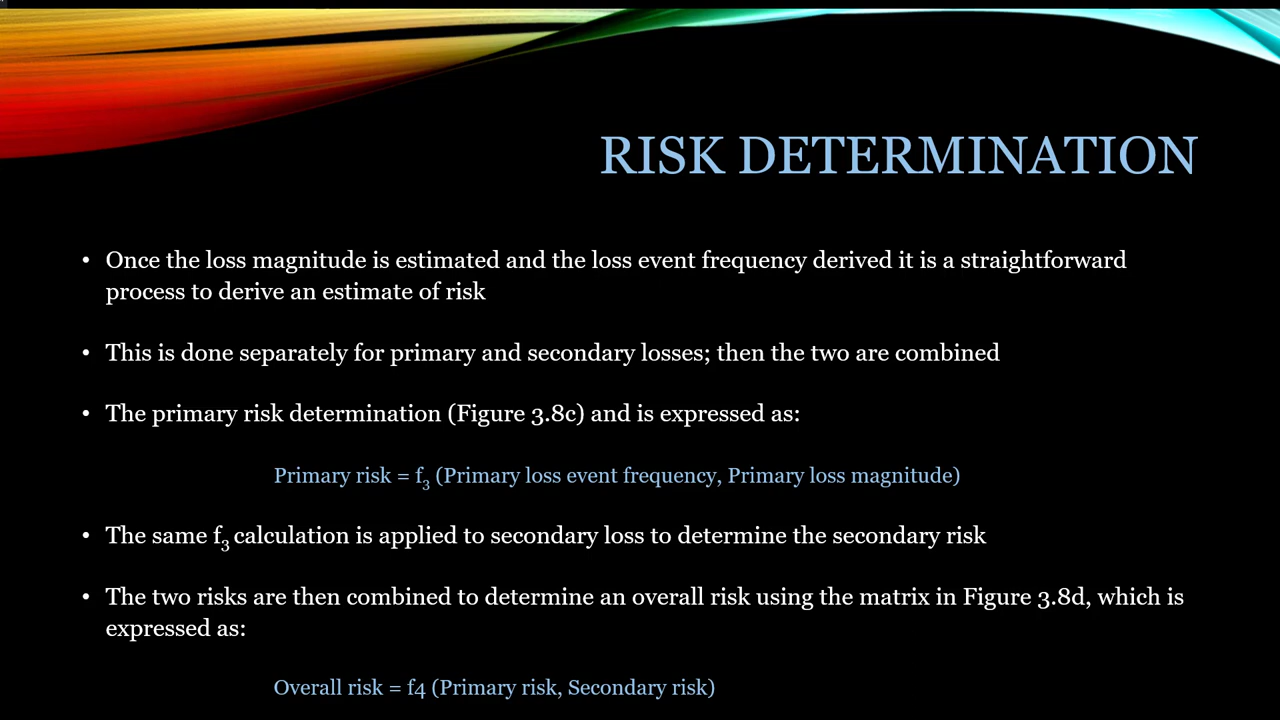 RISK DETERMINATION
• Once the loss magnitude is estimated and the loss event frequency derived it is a straightforward
process to derive an estimate of risk
• This is done separately for primary and secondary losses; then the two are combined
• The primary risk determination (Figure 3.8c) and is expressed as:
Primary risk = f₃ (Primary loss event frequency, Primary loss magnitude)
• The same f₃ calculation is applied to secondary loss to determine the secondary risk
• The two risks are then combined to determine an overall risk using the matrix in Figure 3.8d, which is
expressed as:
Overall risk = f4 (Primary risk, Secondary risk)